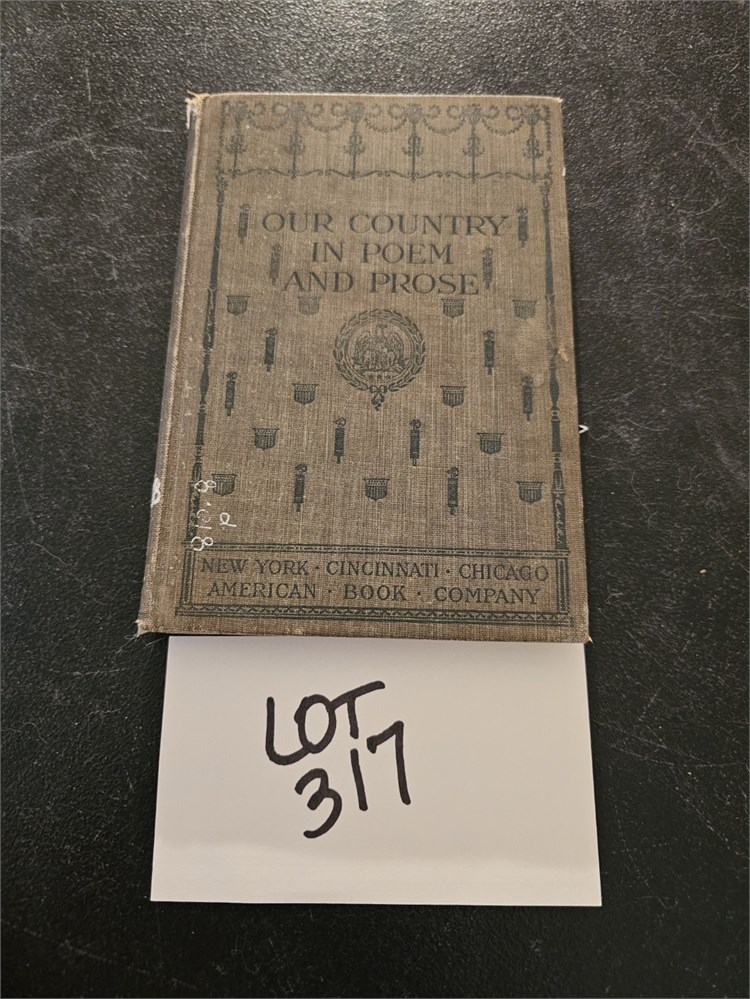 OUR COUNTRY
IN POEM
AND PROSE
NEW YORK · CINCINNATI · CHICAGO
AMERICAN · BOOK · COMPANY
LOT
317